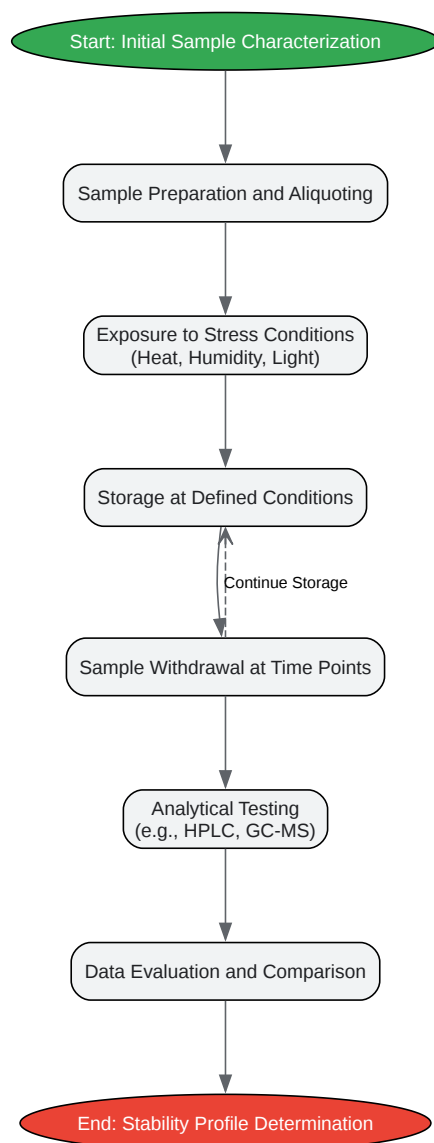 Start: Initial Sample Characterization
Sample Preparation and Aliquoting
Exposure to Stress Conditions
(Heat, Humidity, Light)
Storage at Defined Conditions
Continue Storage
Sample Withdrawal at Time Points
Analytical Testing
(e.g., HPLC, GC-MS)
Data Evaluation and Comparison
End: Stability Profile Determination